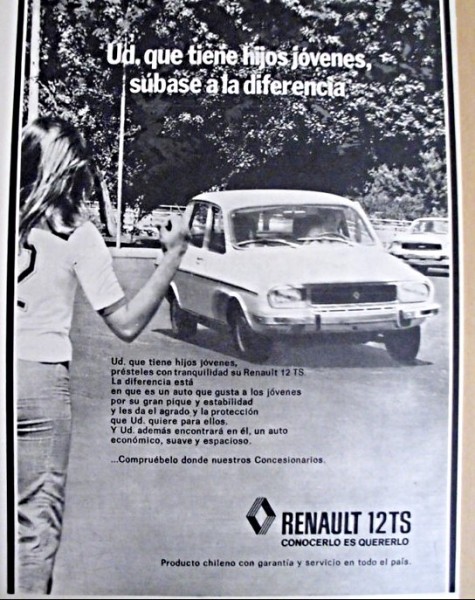 Ud. que tiene hijos jóvenes,
súbase a la diferencia
2
Ud. que tiene hijos jóvenes,
présteles con tranquilidad su Renault 12 TS.
La diferencia está
en que es un auto que gusta a los jóvenes
por su gran pique y estabilidad
y les da el agrado y la protección
que Ud. quiere para ellos.
Y Ud. además encontrará en él, un auto
económico, suave y espacioso.
...Compruébelo donde nuestros Concesionarios.
RENAULT 12TS
CONOCERLO ES QUERERLO
Producto chileno con garantía y servicio en todo el país.